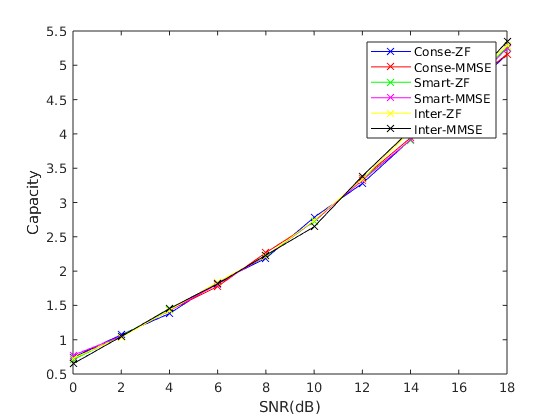 5.5
5
4.5
4
3.5
3
2.5
2
1.5
1
0.5
Capacity
Conse-ZF
Conse-MMSE
Smart-ZF
Smart-MMSE
Inter-ZF
Inter-MMSE
0 2 4 6 8 10 12 14 16 18
SNR(dB)